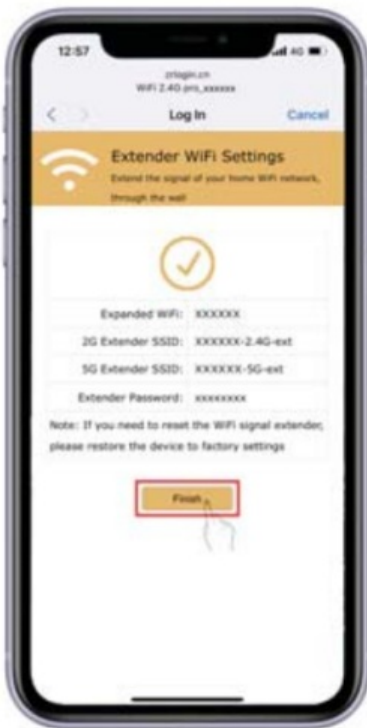 12:57
4G
zrlogin.cn
WiFi 2.4G pro_xxxxxx
Log In
Cancel
Extender WiFi Settings
Extend the signal of your home WiFi network,
through the wall
Expanded WiFi: XXXXXX
2G Extender SSID: XXXXXX-2.4G-ext
5G Extender SSID: XXXXXX-5G-ext
Extender Password: xxxxxxxx
Note: If you need to reset the WiFi signal extender,
please restore the device to factory settings
Finish